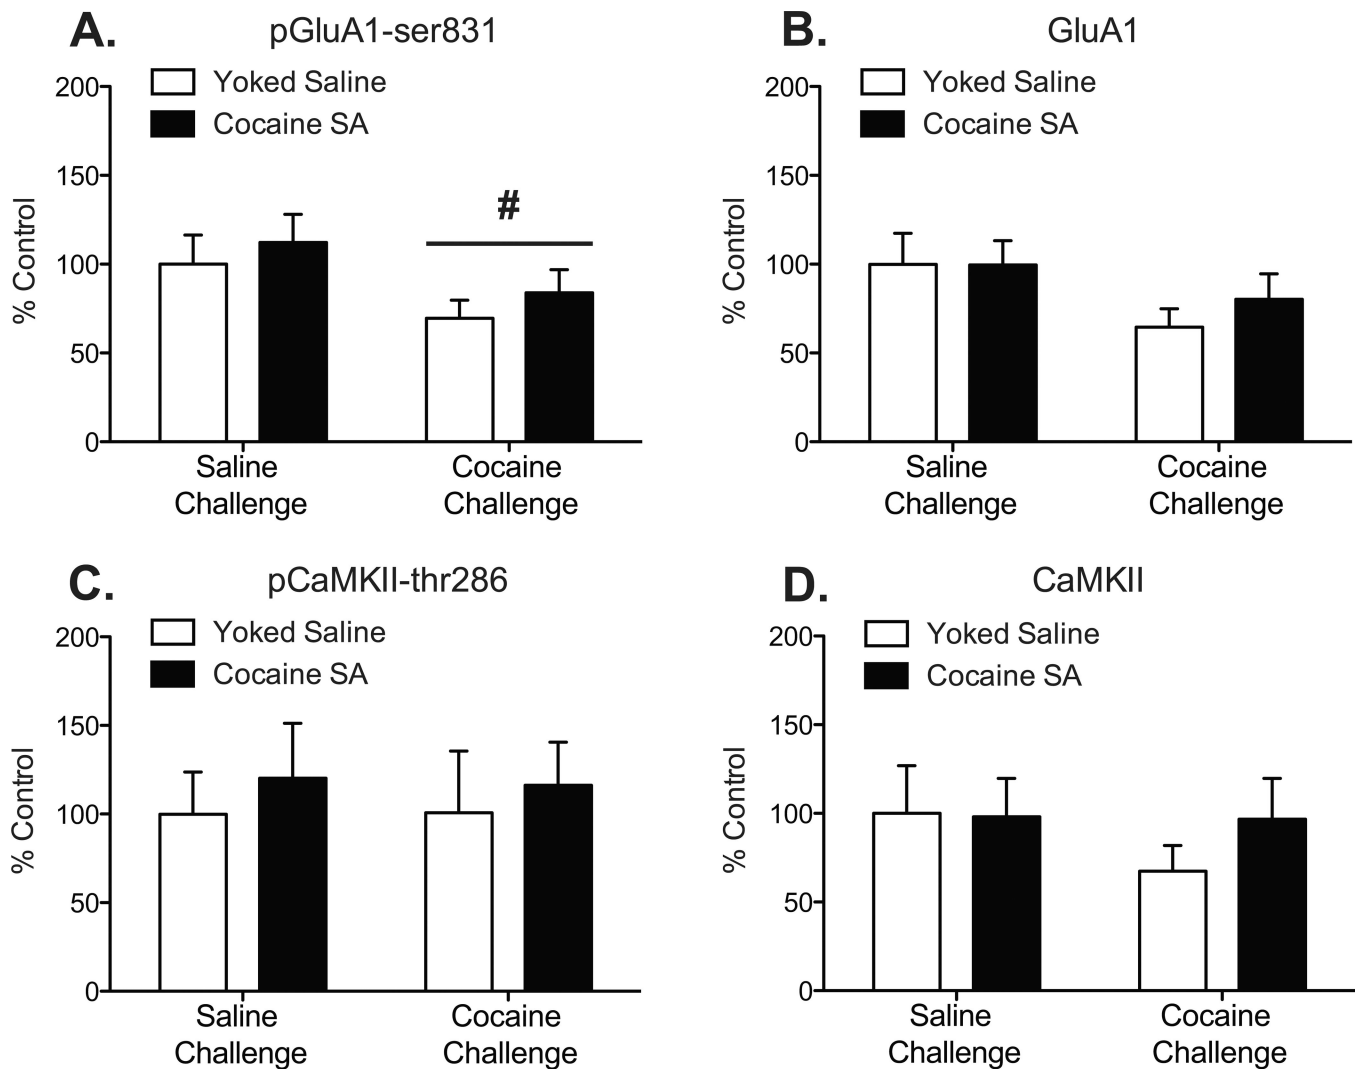 A.
pGluA1-ser831
Yoked Saline
Cocaine SA
200
150
100
50
0
% Control
#
Saline
Challenge
Cocaine
Challenge
B.
GluA1
Yoked Saline
Cocaine SA
200
150
100
50
0
% Control
Saline
Challenge
Cocaine
Challenge
C.
pCaMKII-thr286
Yoked Saline
Cocaine SA
200
150
100
50
0
% Control
Saline
Challenge
Cocaine
Challenge
D.
CaMKII
Yoked Saline
Cocaine SA
200
150
100
50
0
% Control
Saline
Challenge
Cocaine
Challenge